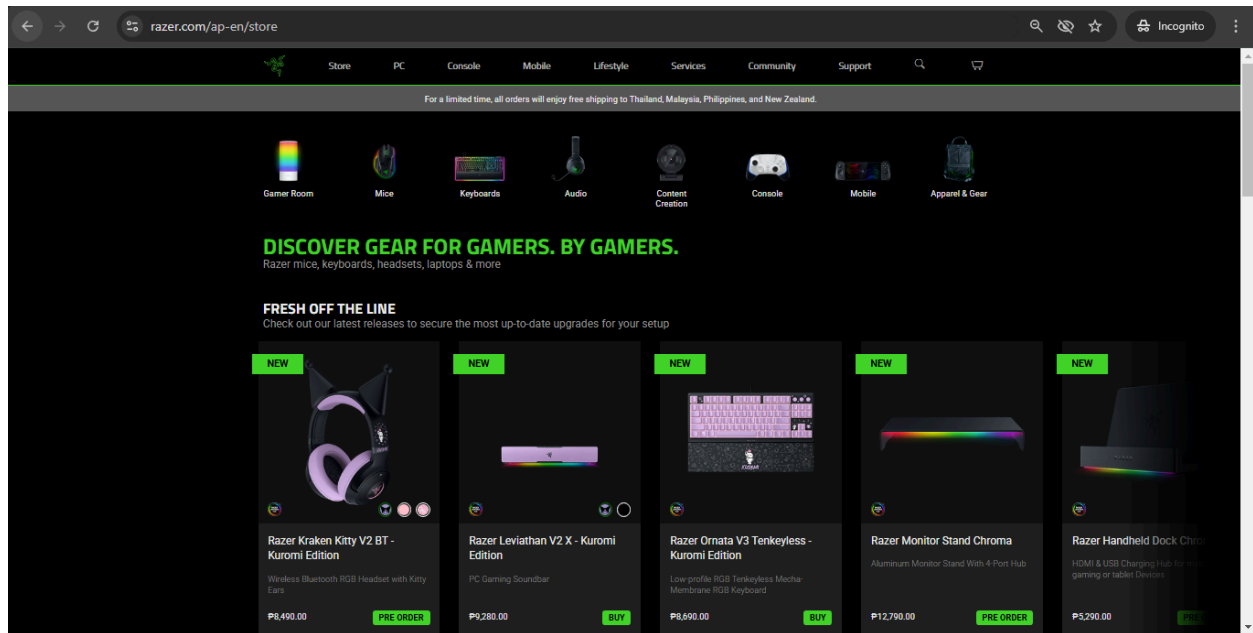 razer.com/ap-en/store
Incognito
Store PC Console Mobile Lifestyle Services Community Support
For a limited time, all orders will enjoy free shipping to Thailand, Malaysia, Philippines, and New Zealand.
Gamer Room Mice Keyboards Audio Content Console Mobile Apparel & Gear
Creation
DISCOVER GEAR FOR GAMERS. BY GAMERS.
Razer mice, keyboards, headsets, laptops & more
FRESH OFF THE LINE
Check out our latest releases to secure the most up-to-date upgrades for your setup
NEW NEW NEW NEW NEW
Razer Kraken Kitty V2 BT -
Kuromi Edition
Wireless Bluetooth RGB Headset with Kitty
Ears
₱8,490.00 PRE ORDER
Razer Leviathan V2 X - Kuromi
Edition
PC Gaming Soundbar
₱9,280.00 BUY
Razer Ornata V3 Tenkeyless -
Kuromi Edition
Low-profile RGB Tenkeyless Mecha-
Membrane RGB Keyboard
₱8,690.00 BUY
Razer Monitor Stand Chroma
Aluminum Monitor Stand With 4-Port Hub
₱12,790.00 PRE ORDER
Razer Handheld Dock Chro
HDMI & USB Charging Hub for
gaming or tablet Devices
₱5,290.00 PRE